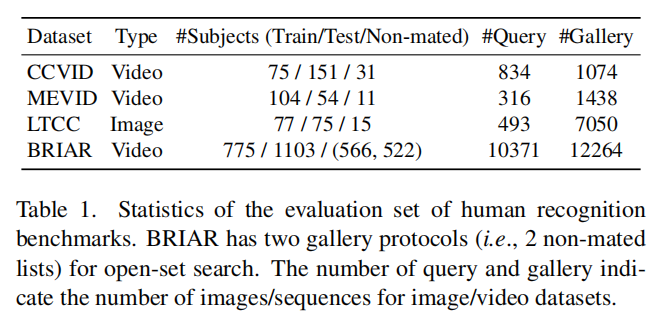 Dataset Type #Subjects (Train/Test/Non-mated) #Query #Gallery
CCVID Video 75 / 151 / 31 834 1074
MEVID Video 104 / 54 / 11 316 1438
LTCC Image 77 / 75 / 15 493 7050
BRIAR Video 775 / 1103 / (566, 522) 10371 12264
Table 1. Statistics of the evaluation set of human recognition
benchmarks. BRIAR has two gallery protocols (i.e., 2 non-mated
lists) for open-set search. The number of query and gallery indi-
cate the number of images/sequences for image/video datasets.